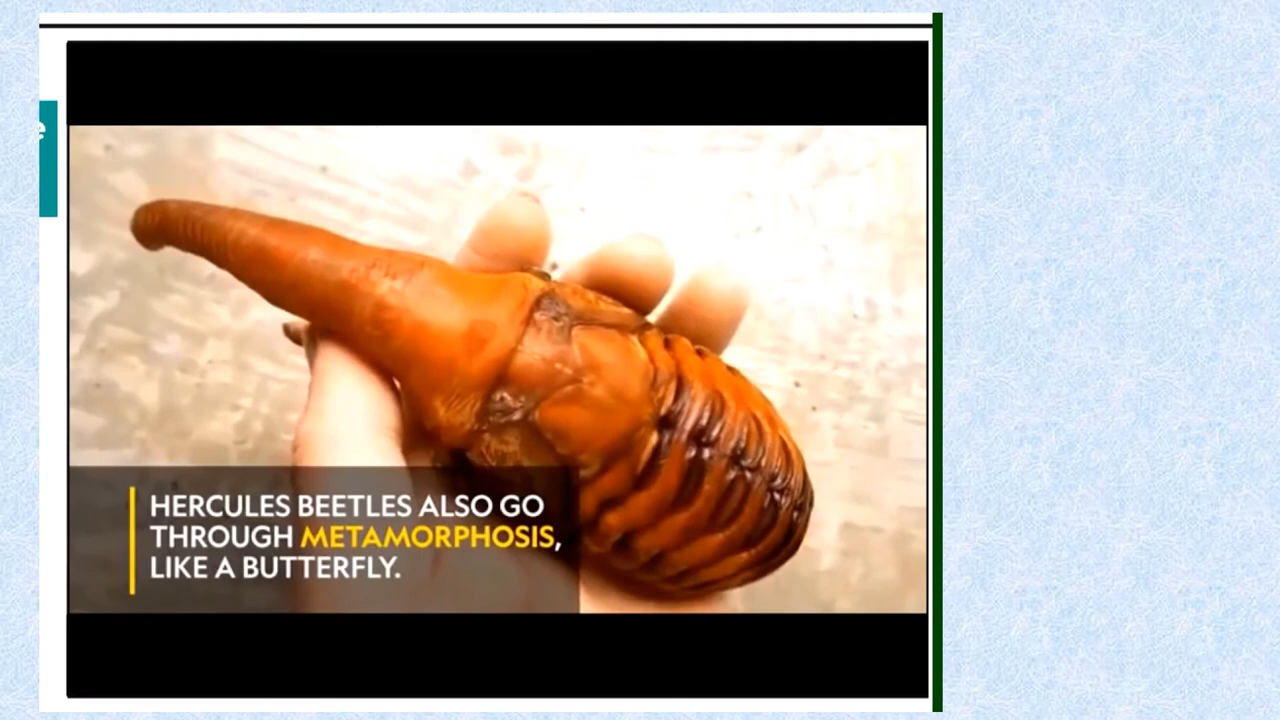 e
HERCULES BEETLES ALSO GO
THROUGH METAMORPHOSIS,
LIKE A BUTTERFLY.